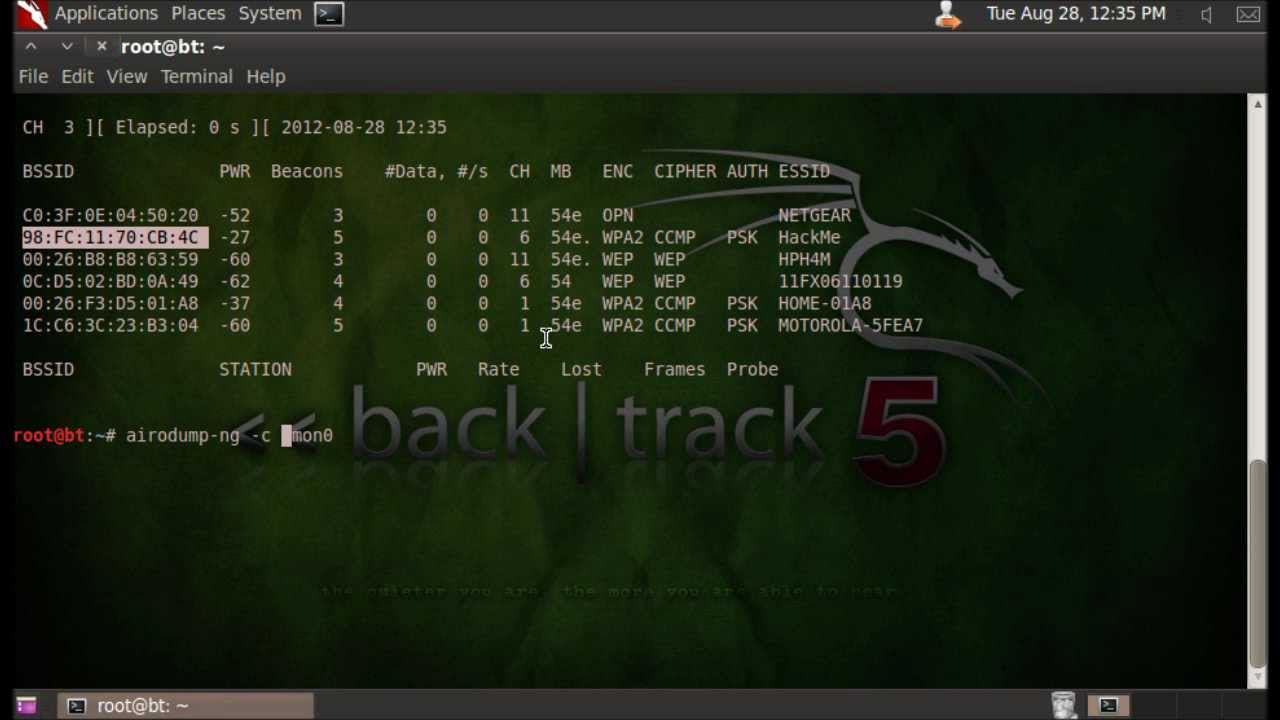 Applications Places System Tue Aug 28, 12:35 PM
root@bt: ~
File Edit View Terminal Help
CH 3 ][ Elapsed: 0 s ][ 2012-08-28 12:35
BSSID PWR Beacons #Data, #/s CH MB ENC CIPHER AUTH ESSID
C0:3F:0E:04:50:20 -52 3 0 0 11 54e OPN NETGEAR
98:FC:11:70:CB:4C -27 5 0 0 6 54e. WPA2 CCMP PSK HackMe
00:26:B8:B8:63:59 -60 3 0 0 11 54e. WEP WEP HPH4M
0C:D5:02:BD:0A:49 -62 4 0 0 6 54 WEP WEP 11FX06110119
00:26:F3:D5:01:A8 -37 4 0 0 1 54e WPA2 CCMP PSK HOME-01A8
1C:C6:3C:23:B3:04 -60 5 0 0 1 54e WPA2 CCMP PSK MOTOROLA-5FEA7
BSSID STATION PWR Rate Lost Frames Probe
<< back | track 5
root@bt:~# airodump-ng -c mon0
the quieter you are, the more you are able to hear
root@bt: ~